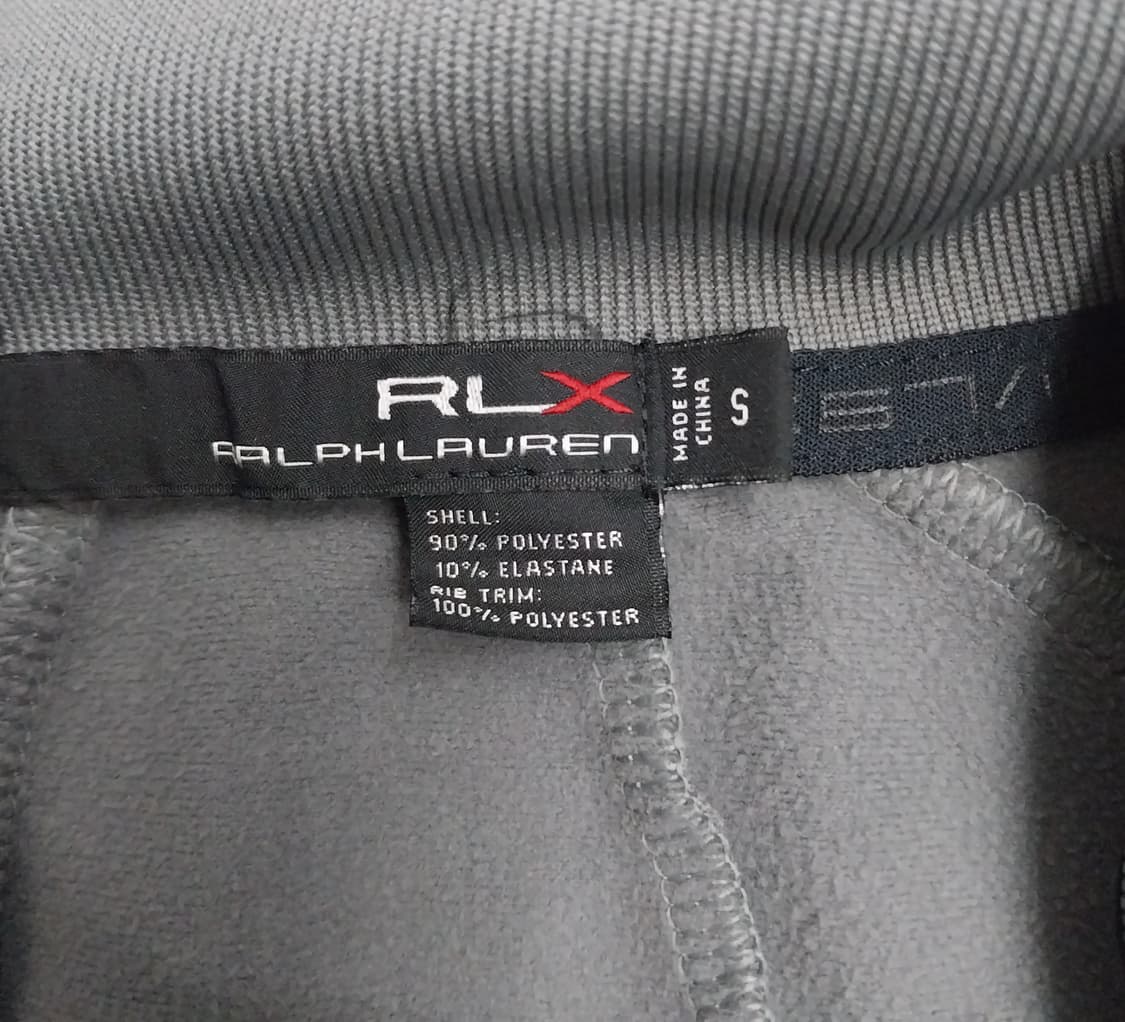 RLX
RALPH LAUREN
MADE IN
CHINA
S
SHELL:
90% POLYESTER
10% ELASTANE
RIB TRIM:
100% POLYESTER